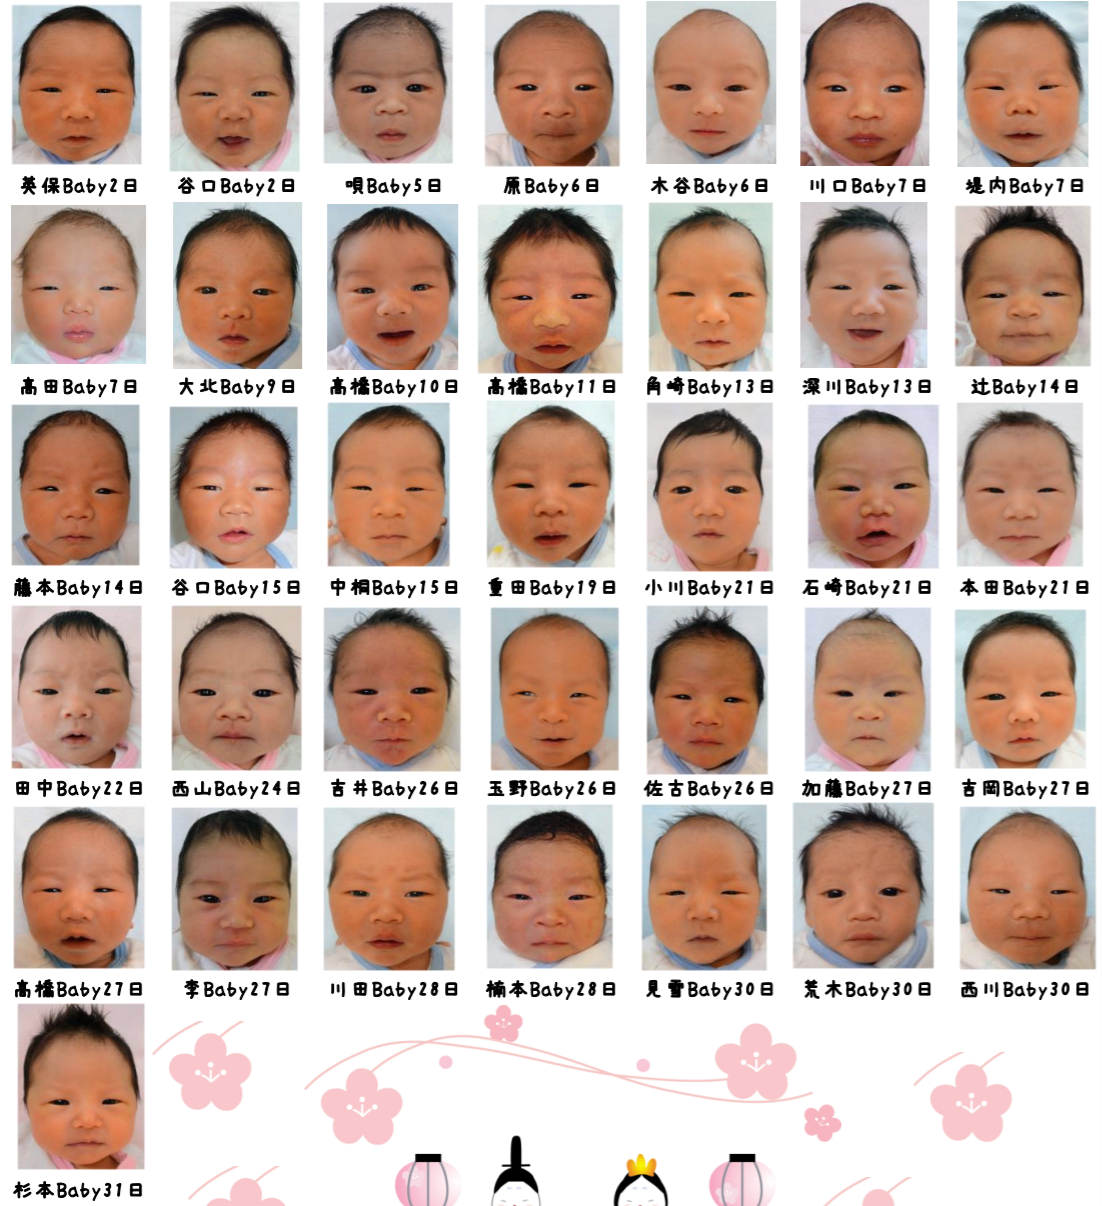 英保Baby2日 谷口Baby2日 唄Baby5日 原Baby6日 木谷Baby6日 川口Baby7日 堤内Baby7日
高田Baby7日 大北Baby9日 高橋Baby10日 高橋Baby11日 角崎Baby13日 深川Baby13日 辻Baby14日
藤本Baby14日 谷口Baby15日 中桐Baby15日 重田Baby19日 小川Baby21日 石崎Baby21日 本田Baby21日
田中Baby22日 西山Baby24日 吉井Baby26日 玉野Baby26日 佐古Baby26日 加藤Baby27日 吉岡Baby27日
高橋Baby27日 李Baby27日 川田Baby28日 楠本Baby28日 見雪Baby30日 荒木Baby30日 西川Baby30日
杉本Baby31日